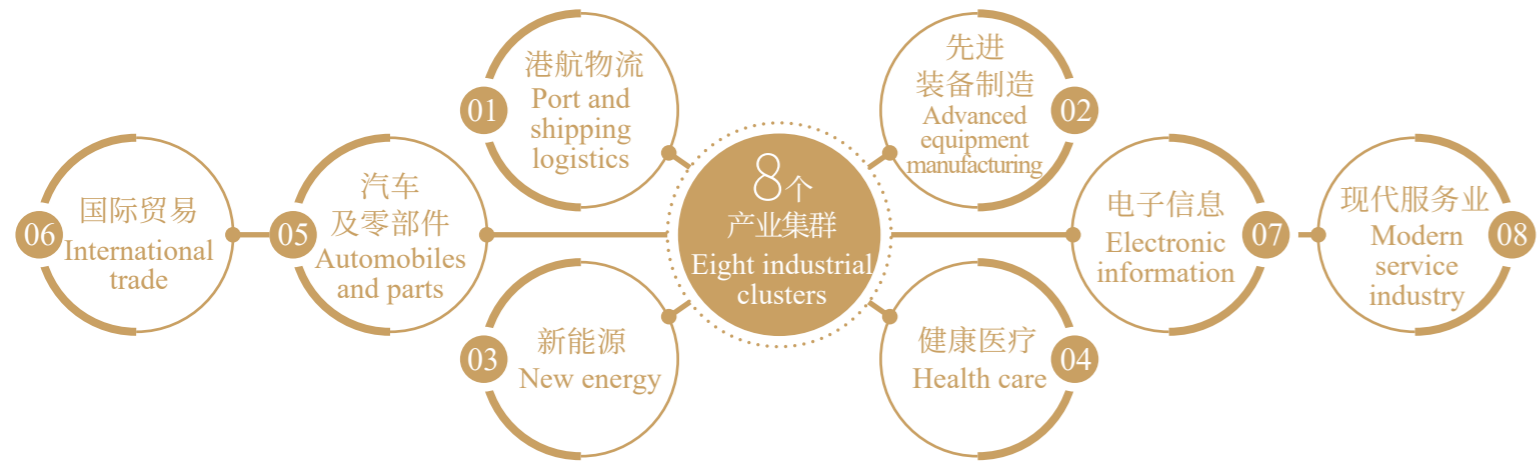 8个
产业集群
Eight industrial
clusters
01
港航物流
Port and
shipping
logistics
02
先进
装备制造
Advanced
equipment
manufacturing
03
新能源
New energy
04
健康医疗
Health care
05
汽车
及零部件
Automobiles
and parts
06
国际贸易
International
trade
07
电子信息
Electronic
information
08
现代服务业
Modern
service
industry